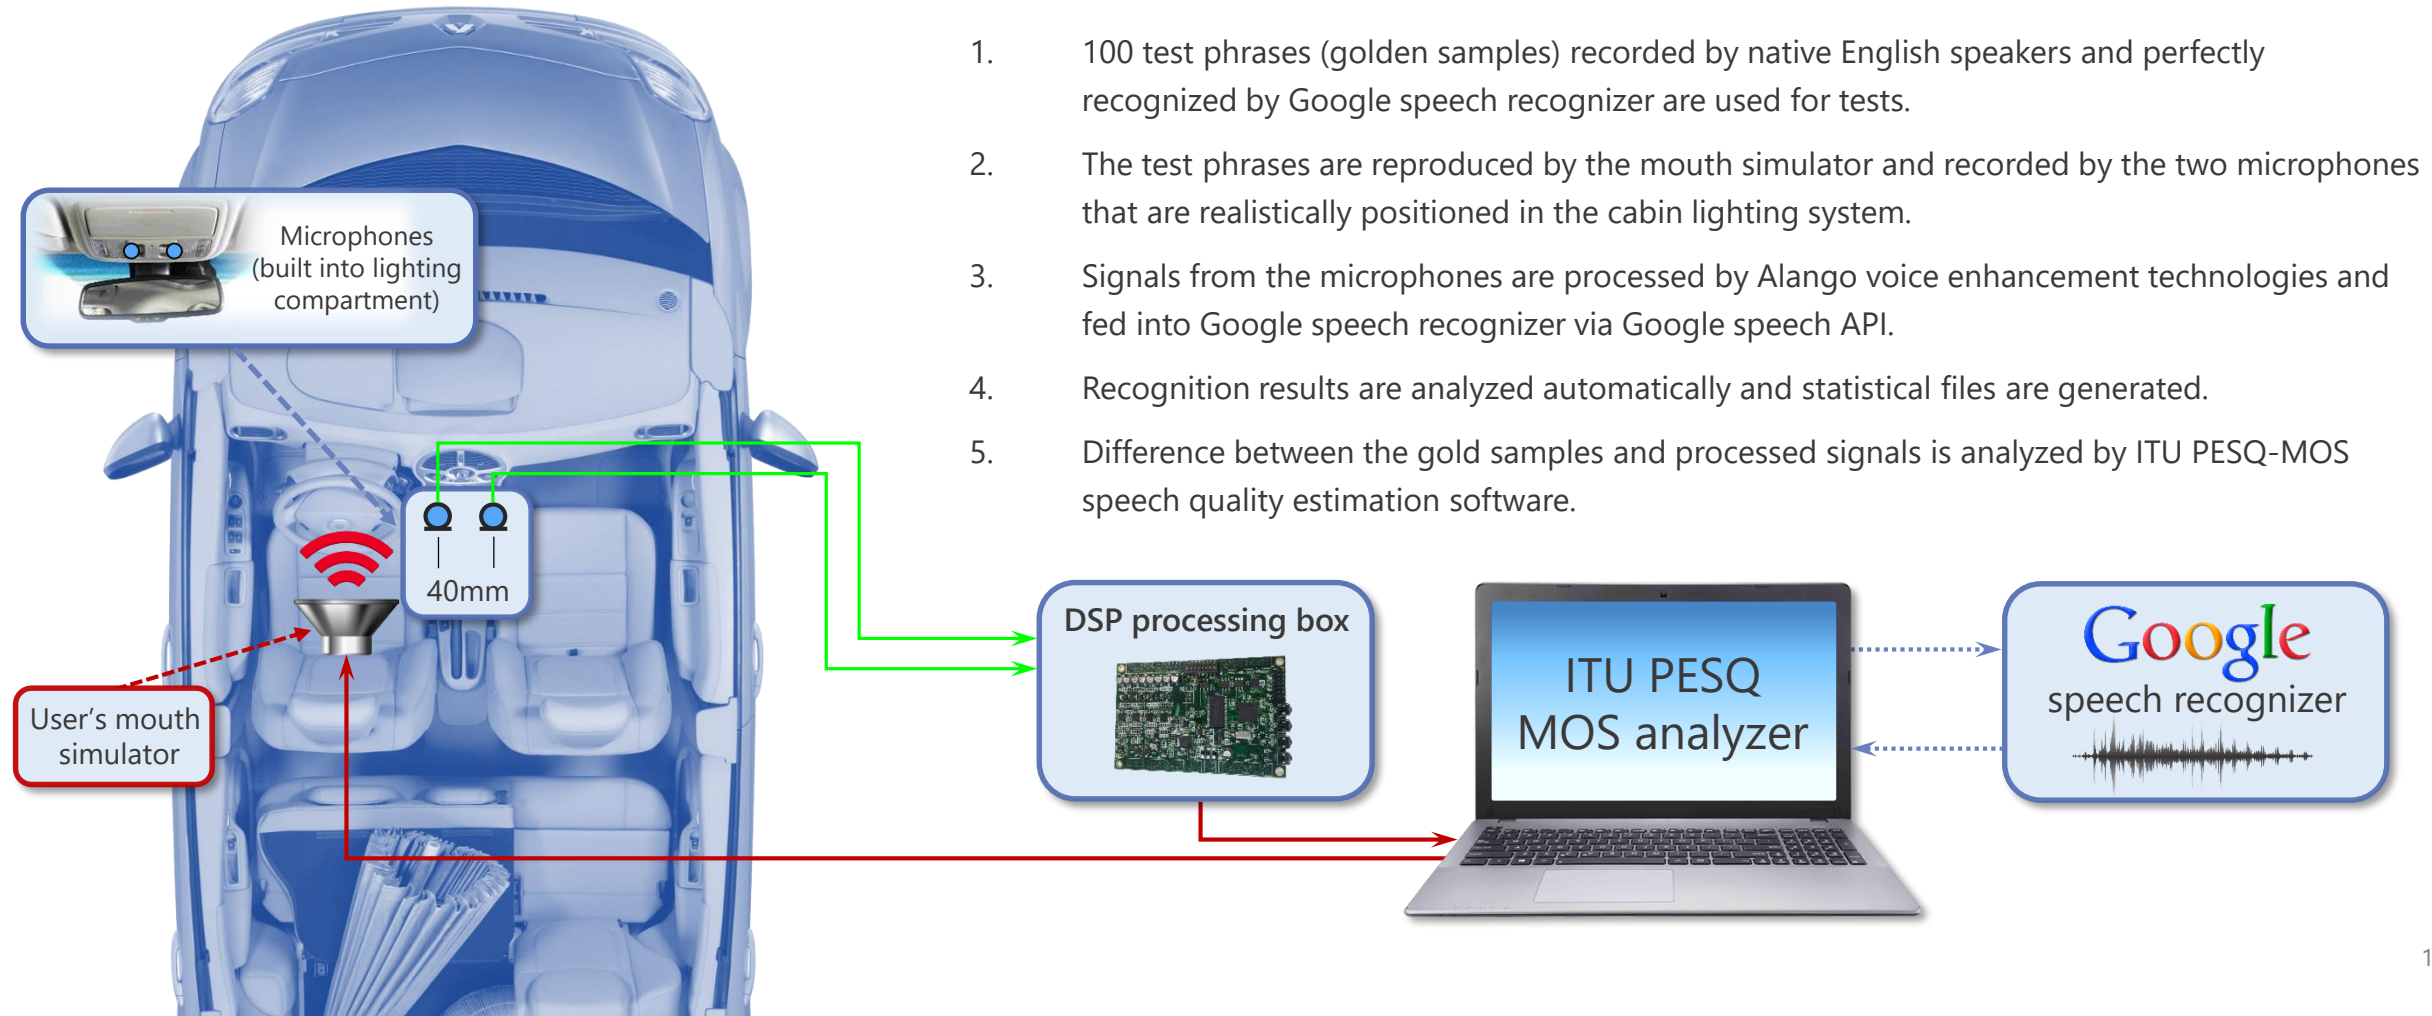 1. 100 test phrases (golden samples) recorded by native English speakers and perfectly
recognized by Google speech recognizer are used for tests.
2. The test phrases are reproduced by the mouth simulator and recorded by the two microphones
that are realistically positioned in the cabin lighting system.
3. Signals from the microphones are processed by Alango voice enhancement technologies and
fed into Google speech recognizer via Google speech API.
4. Recognition results are analyzed automatically and statistical files are generated.
5. Difference between the gold samples and processed signals is analyzed by ITU PESQ-MOS
speech quality estimation software.
Microphones
(built into lighting
compartment)
40mm
User's mouth
simulator
DSP processing box
ITU PESQ
MOS analyzer
Google
speech recognizer
1